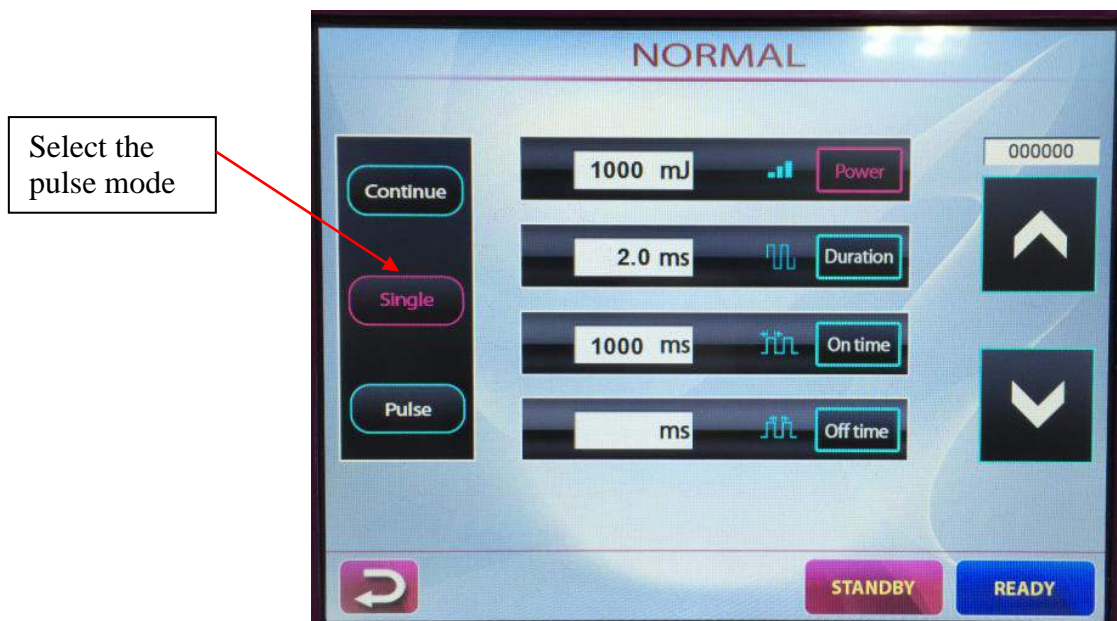 Select the
pulse mode
NORMAL
Continue
Single
Pulse
1000 mJ Power
2.0 ms Duration
1000 ms On time
ms Off time
000000
STANDBY
READY